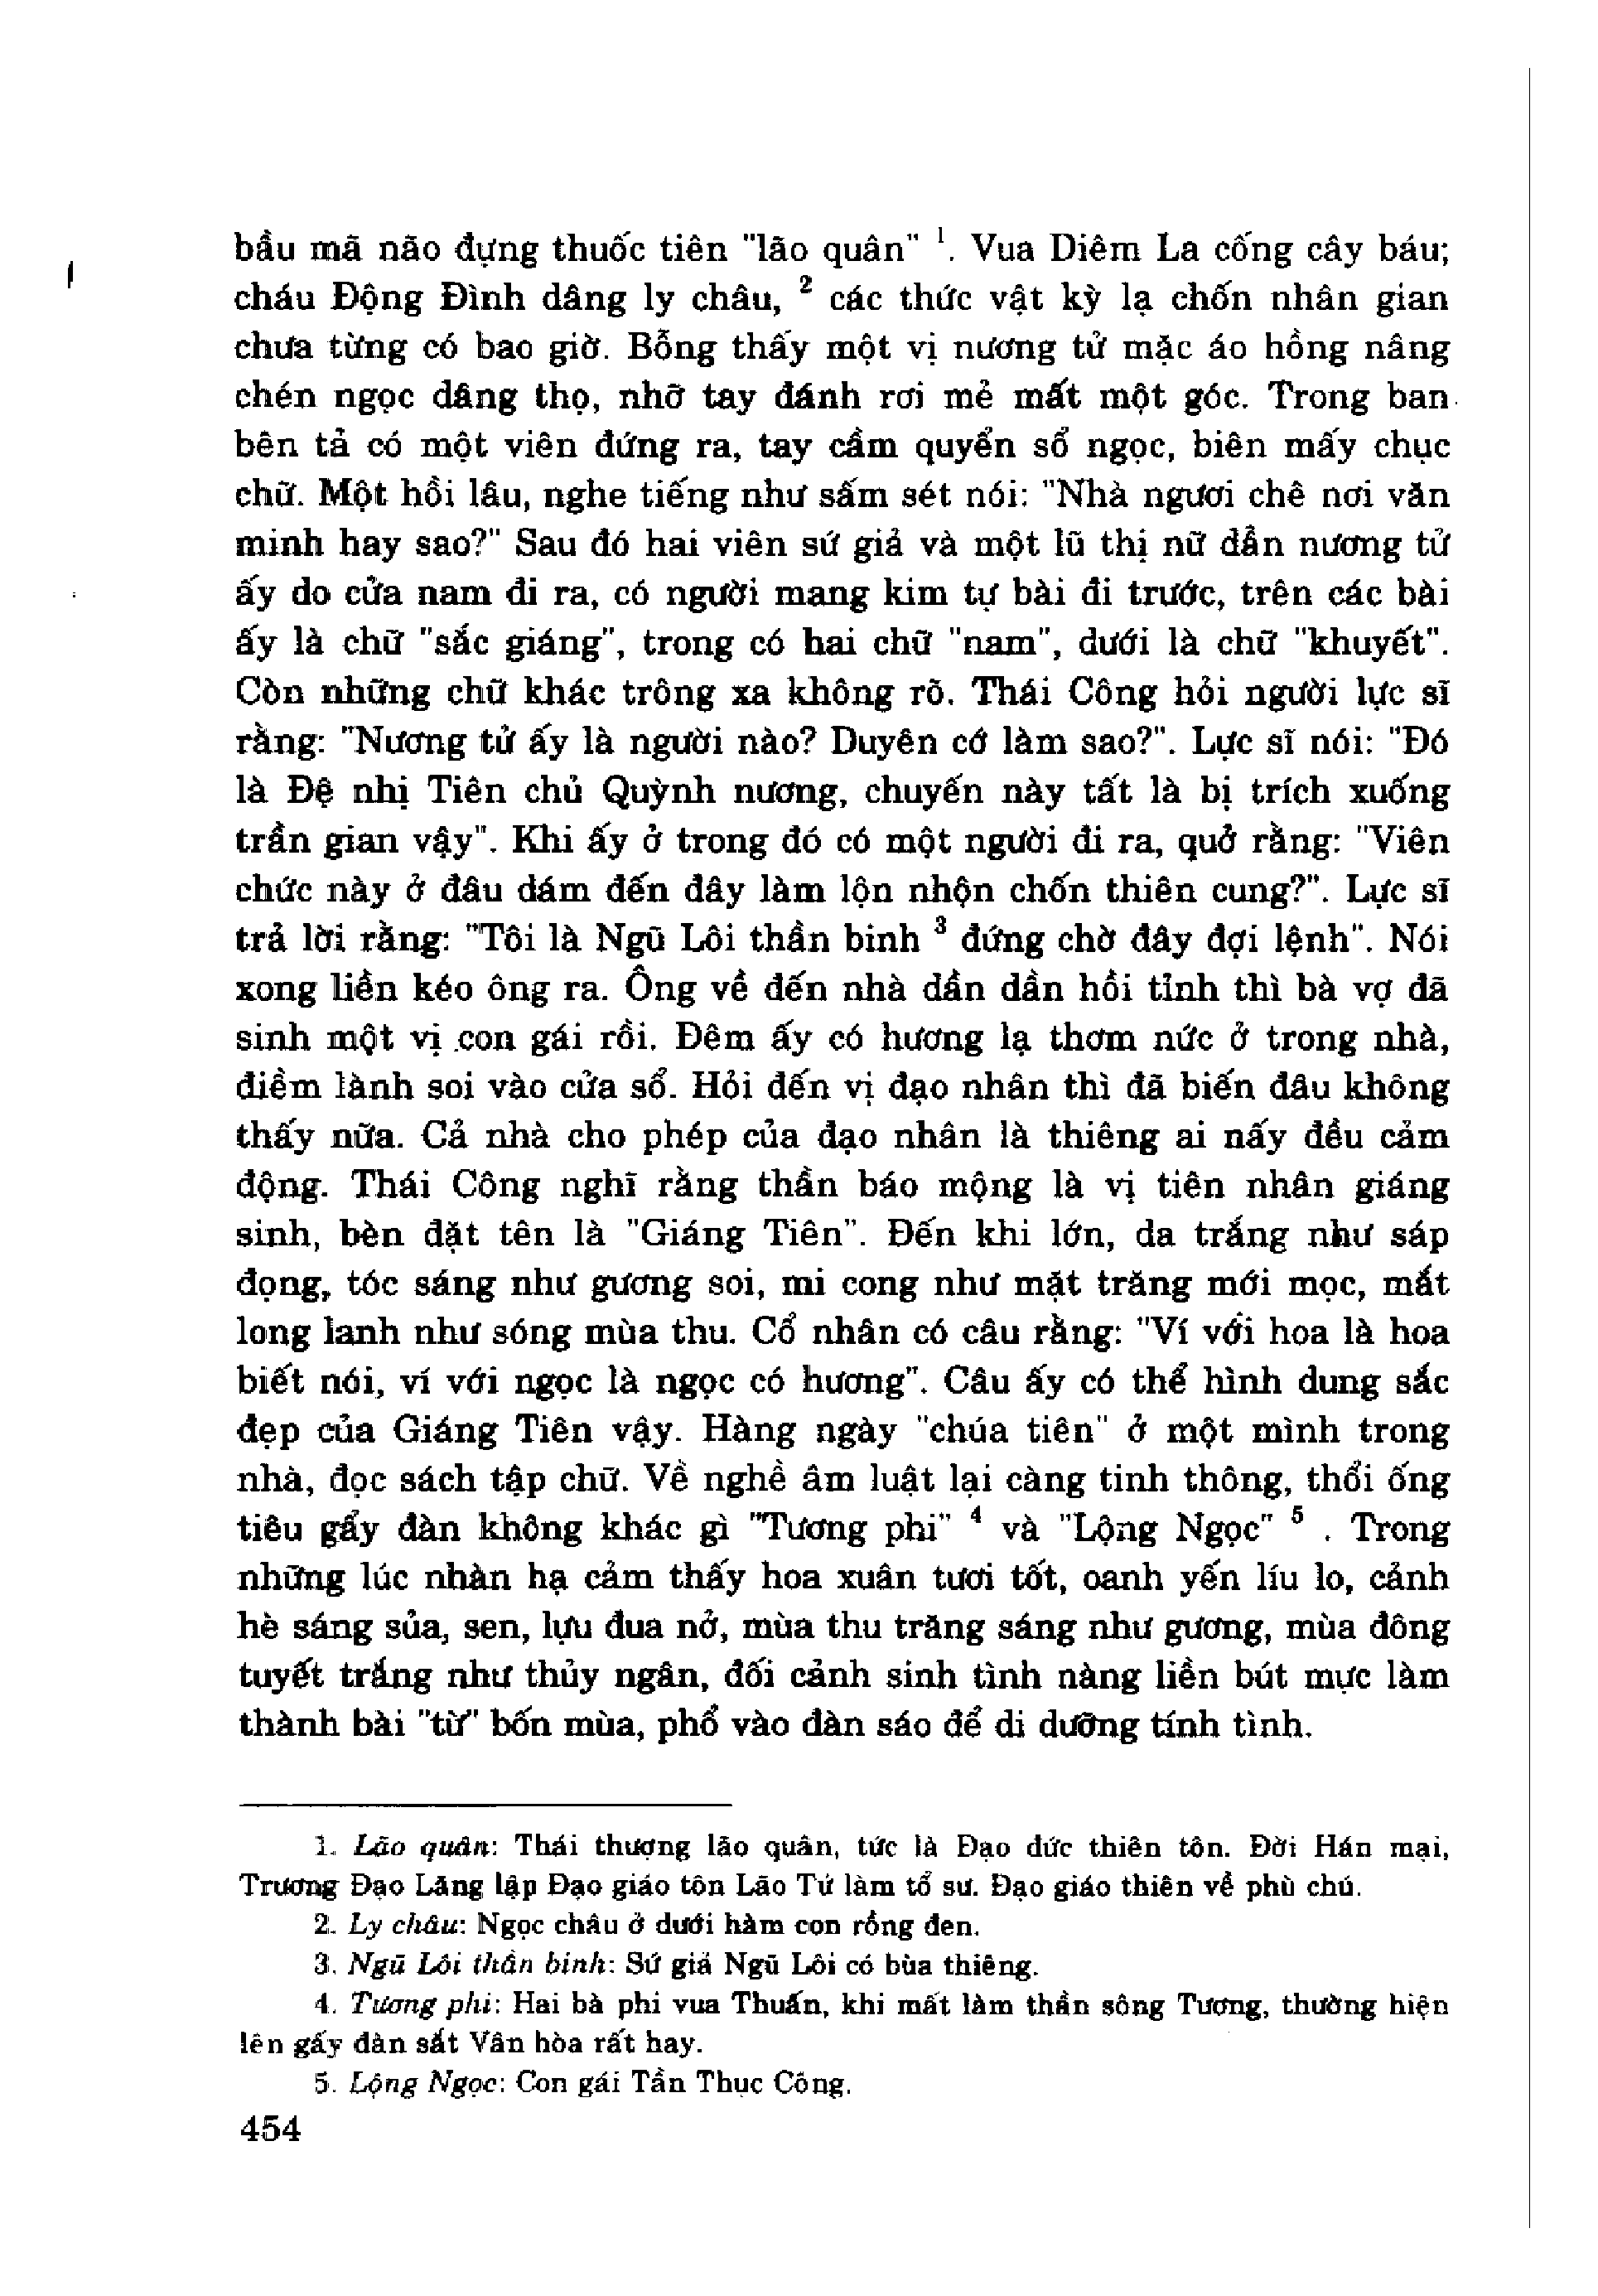 bầu mã não đựng thuốc tiên "lão quân" 1. Vua Diêm La cống cây báu;
cháu Động Đình dâng ly châu, 2 các thức vật kỳ lạ chốn nhân gian
chưa từng có bao giờ. Bỗng thấy một vị nương tử mặc áo hồng nâng
chén ngọc dâng thọ, nhỡ tay đánh rơi mẻ mất một góc. Trong ban
bên tả có một viên đứng ra, tay cầm quyển sổ ngọc, biên mấy chục
chữ. Một hồi lâu, nghe tiếng như sấm sét nói: "Nhà ngươi chê nơi văn
minh hay sao?" Sau đó hai viên sứ giả và một lũ thị nữ dẫn nương tử
ấy do cửa nam đi ra, có người mang kim tự bài đi trước, trên các bài
ấy là chữ "sắc giáng", trong có hai chữ "nam", dưới là chữ "khuyết".
Còn những chữ khác trông xa không rõ. Thái Công hỏi người lực sĩ
rằng: "Nương tử ấy là người nào? Duyên cớ làm sao?". Lực sĩ nói: "Đó
là Đệ nhị Tiên chủ Quỳnh nương, chuyến này tất là bị trích xuống
trần gian vậy". Khi ấy ở trong đó có một người đi ra, quở rằng: "Viên
chức này ở đâu dám đến đây làm lộn nhộn chốn thiên cung?". Lực sĩ
trả lời rằng: "Tôi là Ngũ Lôi thần binh 3 đứng chờ đây đợi lệnh". Nói
xong liền kéo ông ra. Ông về đến nhà dần dần hồi tỉnh thì bà vợ đã
sinh một vị con gái rồi. Đêm ấy có hương lạ thơm nức ở trong nhà,
điềm lành soi vào cửa sổ. Hỏi đến vị đạo nhân thì đã biến đâu không
thấy nữa. Cả nhà cho phép của đạo nhân là thiêng ai nấy đều cảm
động. Thái Công nghĩ rằng thần báo mộng là vị tiên nhân giáng
sinh, bèn đặt tên là "Giáng Tiên". Đến khi lớn, da trắng như sáp
đọng, tóc sáng như gương soi, mi cong như mặt trăng mới mọc, mắt
long lanh như sóng mùa thu. Cổ nhân có câu rằng: "Ví với hoa là hoa
biết nói, ví với ngọc là ngọc có hương". Câu ấy có thể hình dung sắc
đẹp của Giáng Tiên vậy. Hàng ngày "chúa tiên" ở một mình trong
nhà, đọc sách tập chữ. Về nghề âm luật lại càng tinh thông, thổi ống
tiêu gẩy đàn không khác gì "Tương phi" 4 và "Lộng Ngọc" 5 . Trong
những lúc nhàn hạ cảm thấy hoa xuân tươi tốt, oanh yến líu lo, cảnh
hè sáng sủa, sen, lựu đua nở, mùa thu trăng sáng như gương, mùa đông
tuyết trắng như thủy ngân, đối cảnh sinh tình nàng liền bút mực làm
thành bài "từ" bốn mùa, phổ vào đàn sáo để di dưỡng tính tình.
1. Lão quân: Thái thượng lão quân, tức là Đạo đức thiên tôn. Đời Hán mại,
Trương Đạo Lăng lập Đạo giáo tôn Lão Tử làm tổ sư. Đạo giáo thiên về phù chú.
2. Ly châu: Ngọc châu ở dưới hàm con rồng đen.
3. Ngũ Lôi thần binh: Sứ giả Ngũ Lôi có bùa thiêng.
4. Tương phi: Hai bà phi vua Thuấn, khi mất làm thần sông Tương, thường hiện
lên gẩy đàn sắt Vân hòa rất hay.
5. Lộng Ngọc: Con gái Tần Thục Công.
454